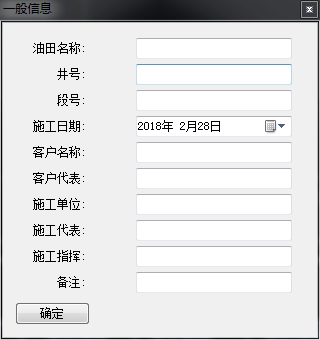 一般信息
油田名称:
井号:
段号:
施工日期: 2018年 2月28日
客户名称:
客户代表:
施工单位:
施工代表:
施工指挥:
备注:
确定